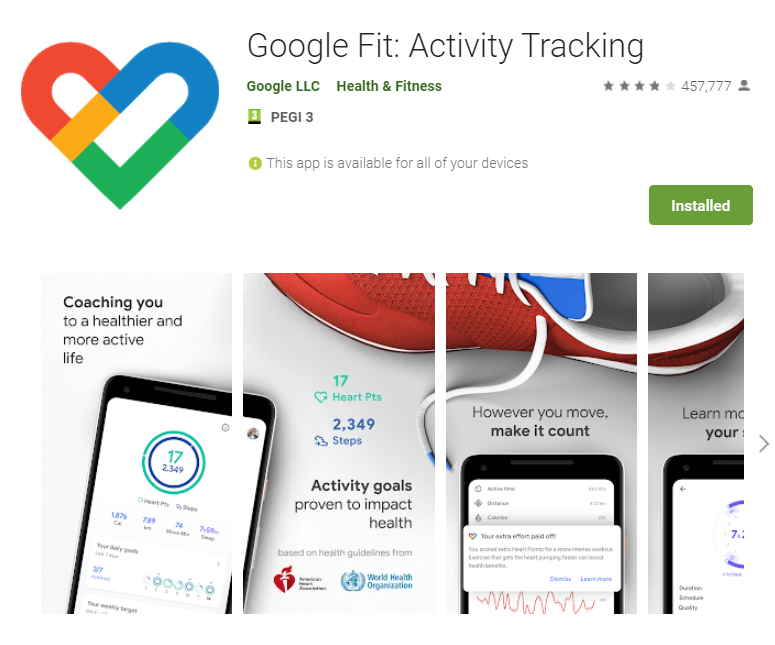 Google Fit: Activity Tracking
Google LLC Health & Fitness 457,777
3 PEGI 3
This app is available for all of your devices
Installed
Coaching you
to a healthier and
more active
life
17
2,349
Heart Pts Steps
1,876 7.89 74
Cal km Move Min Sleep
Your daily goals
Last 7 days
3/7
Achieved
Your weekly target
17
Heart Pts
2,349
Steps
Activity goals
proven to impact
health
based on health guidelines from
American
Heart
Association
World Health
Organization
However you move,
make it count
Active time
Distance
Calories
Your extra effort paid off!
You scored extra Heart Points for a more intense workout.
Exercise that gets the heart pumping faster can boost
health benefits.
Dismiss Learn more
Learn mo
your
7h
Duration
Schedule
Quality